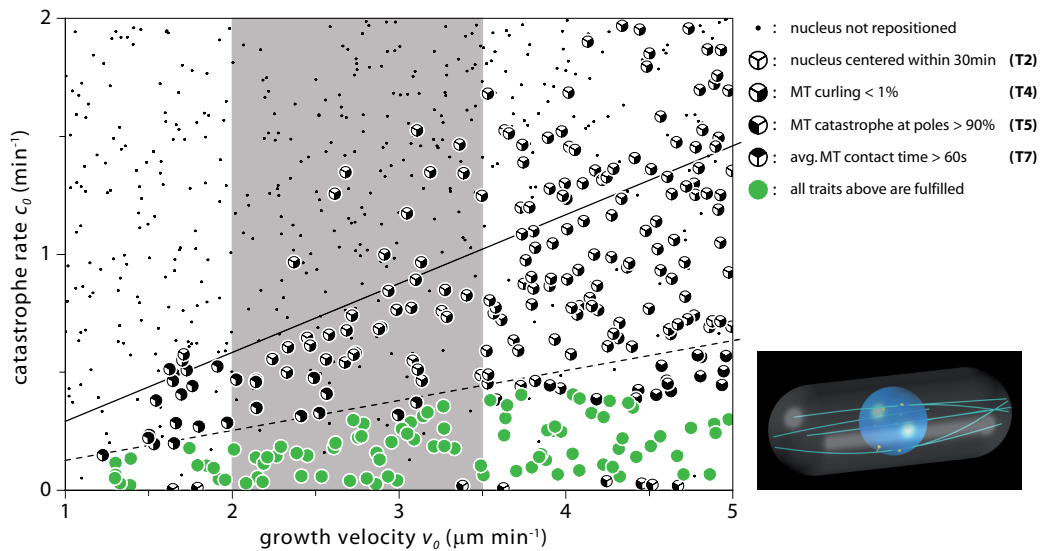 2
1
0
catastrophe rate c0 (min-1)
1 2 3 4 5
growth velocity v0 (μm min-1)
: nucleus not repositioned
: nucleus centered within 30min (T2)
: MT curling < 1% (T4)
: MT catastrophe at poles > 90% (T5)
: avg. MT contact time > 60s (T7)
: all traits above are fulfilled